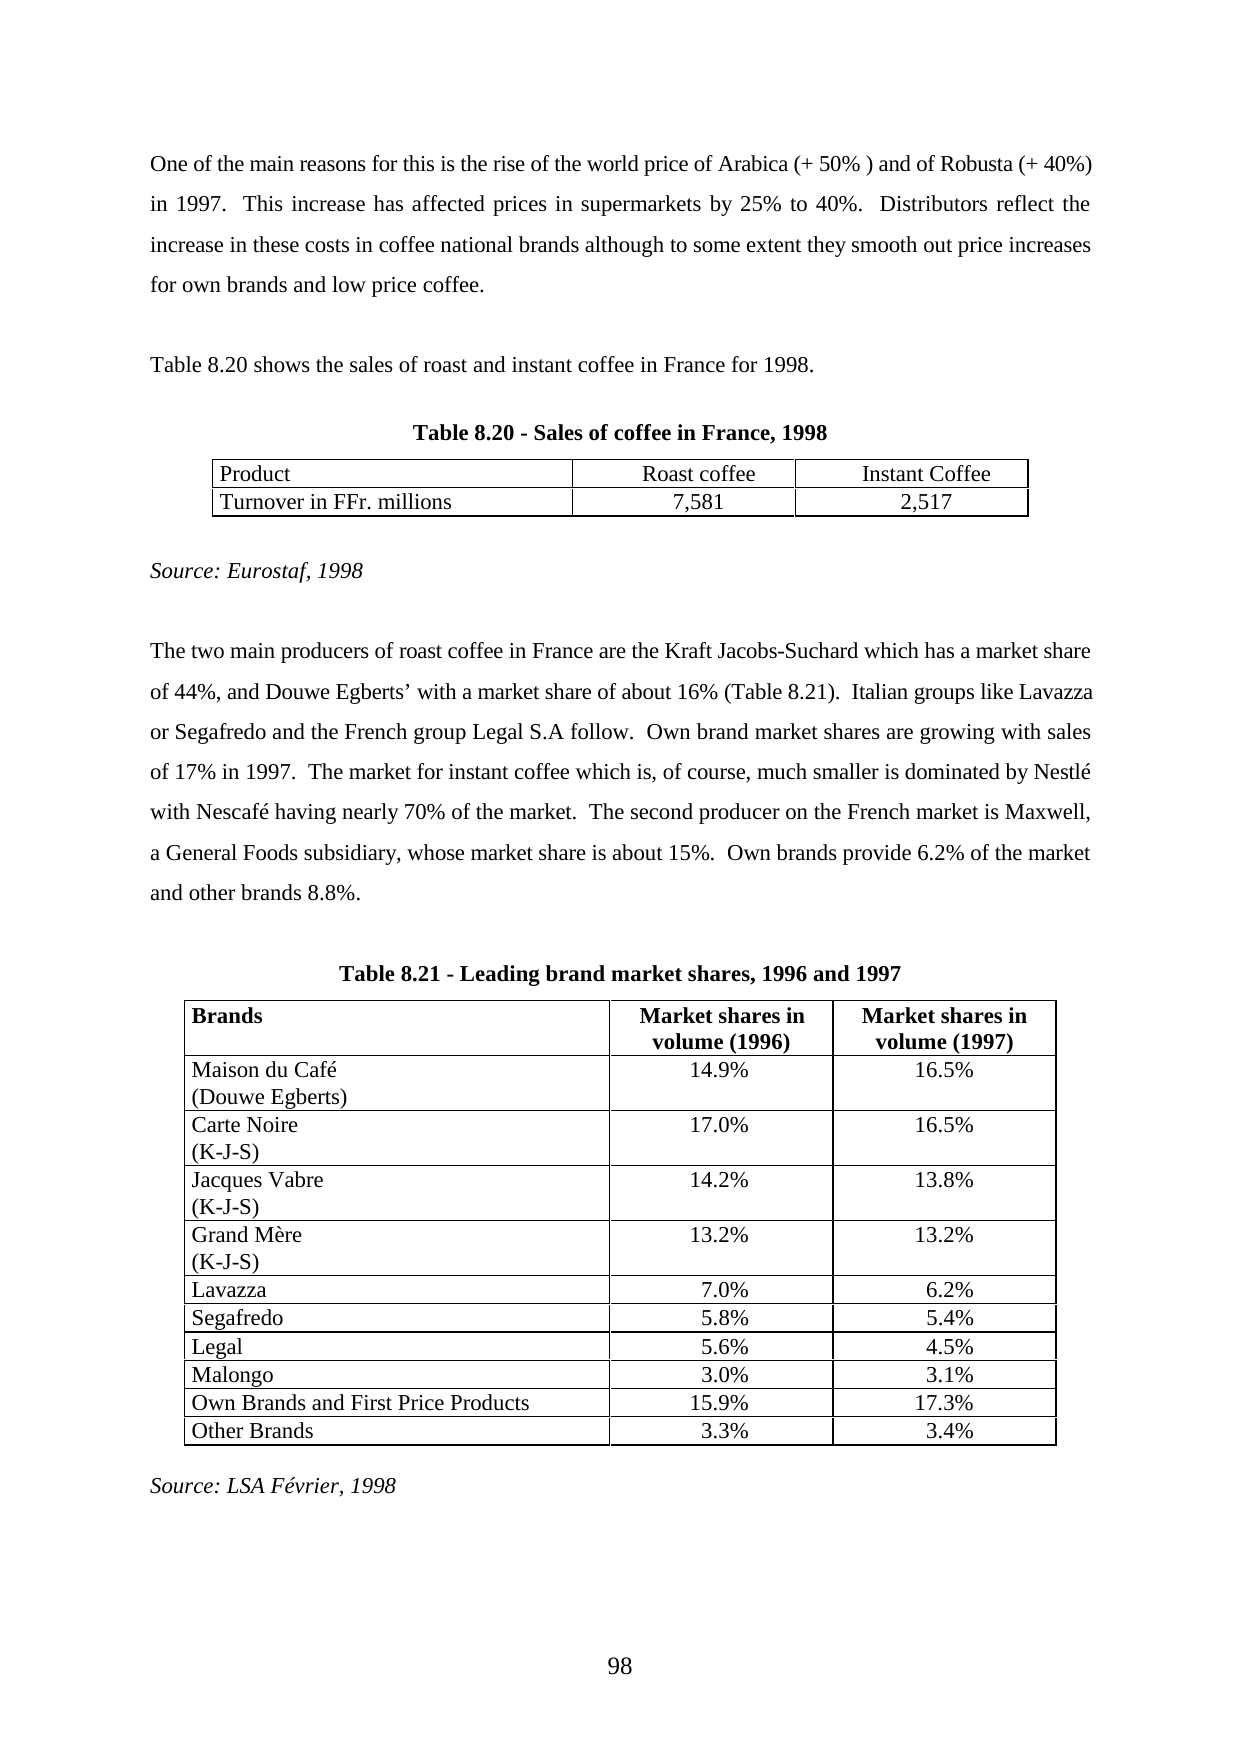 One of the main reasons for this is the rise of the world price of Arabica (+ 50% ) and of Robusta (+ 40%)
in 1997.  This increase has affected prices in supermarkets by 25% to 40%.  Distributors reflect the
increase in these costs in coffee national brands although to some extent they smooth out price increases
for own brands and low price coffee.
Table 8.20 shows the sales of roast and instant coffee in France for 1998.
Table 8.20 - Sales of coffee in France, 1998
Product Roast coffee Instant Coffee
Turnover in FFr. millions 7,581 2,517
Source: Eurostaf, 1998
The two main producers of roast coffee in France are the Kraft Jacobs-Suchard which has a market share
of 44%, and Douwe Egberts’ with a market share of about 16% (Table 8.21).  Italian groups like Lavazza
or Segafredo and the French group Legal S.A follow.  Own brand market shares are growing with sales
of 17% in 1997.  The market for instant coffee which is, of course, much smaller is dominated by Nestlé
with Nescafé having nearly 70% of the market.  The second producer on the French market is Maxwell,
a General Foods subsidiary, whose market share is about 15%.  Own brands provide 6.2% of the market
and other brands 8.8%.
Table 8.21 - Leading brand market shares, 1996 and 1997
Brands Market shares in Market shares in
volume (1996) volume (1997)
Maison du Café 14.9% 16.5%
(Douwe Egberts)
Carte Noire 17.0% 16.5%
(K-J-S)
Jacques Vabre 14.2% 13.8%
(K-J-S)
Grand Mère 13.2% 13.2%
(K-J-S)
Lavazza 7.0% 6.2%
Segafredo 5.8% 5.4%
Legal 5.6% 4.5%
Malongo 3.0% 3.1%
Own Brands and First Price Products 15.9% 17.3%
Other Brands 3.3% 3.4%
Source: LSA Février, 1998
98